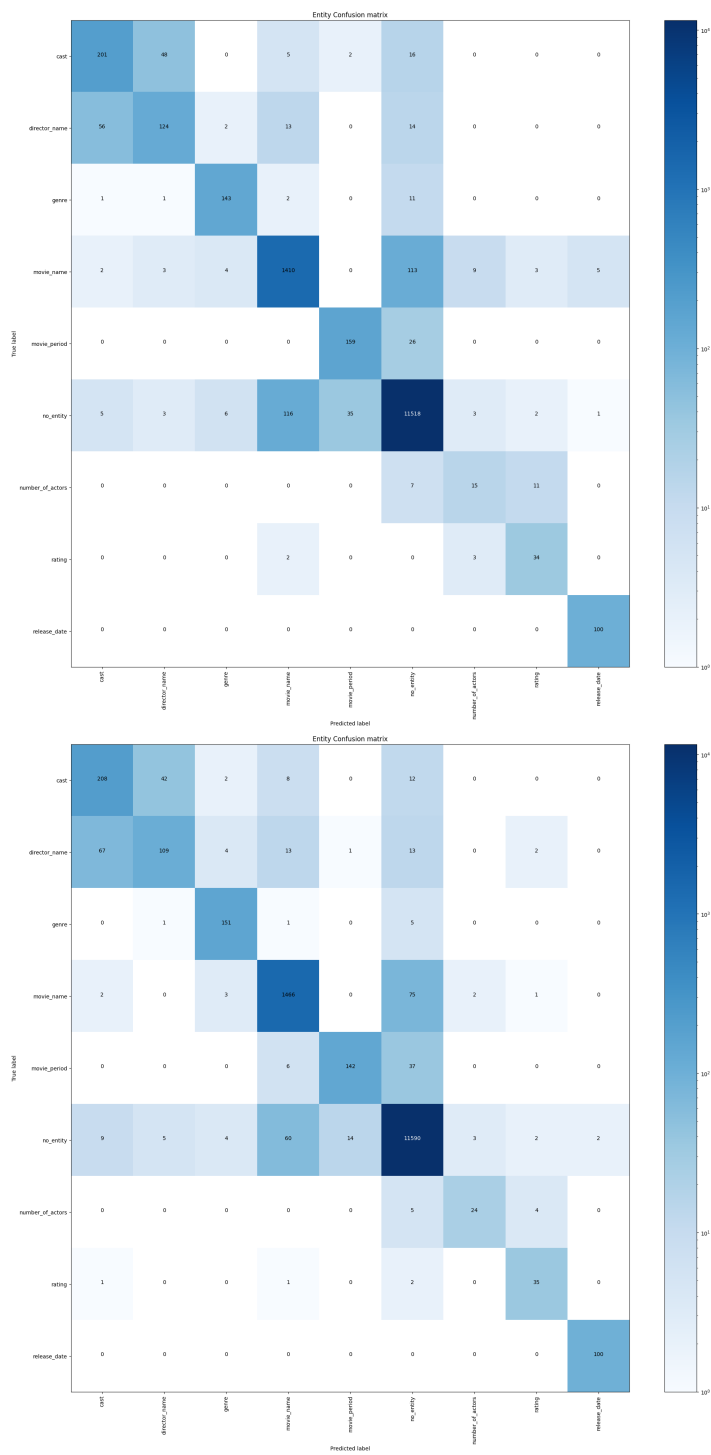 Entity Confusion matrix
cast 201 48 0 5 2 16 0 0 0
director_name 56 124 2 13 0 14 0 0 0
genre 1 1 143 2 0 11 0 0 0
movie_name 2 3 4 1410 0 113 9 3 5
movie_period 0 0 0 0 159 26 0 0 0
no_entity 5 3 6 116 35 11518 3 2 1
number_of_actors 0 0 0 0 0 7 15 11 0
rating 0 0 0 2 0 0 3 34 0
release_date 0 0 0 0 0 0 0 0 100
True label
cast director_name genre movie_name movie_period no_entity number_of_actors rating release_date
Predicted label
10⁴
10³
10²
10¹
10⁰
Entity Confusion matrix
cast 208 42 2 8 0 12 0 0 0
director_name 67 109 4 13 1 13 0 2 0
genre 0 1 151 1 0 5 0 0 0
movie_name 2 0 3 1466 0 75 2 1 0
movie_period 0 0 0 6 142 37 0 0 0
no_entity 9 5 4 60 14 11590 3 2 2
number_of_actors 0 0 0 0 0 5 24 4 0
rating 1 0 0 1 0 2 0 35 0
release_date 0 0 0 0 0 0 0 0 100
True label
cast director_name genre movie_name movie_period no_entity number_of_actors rating release_date
Predicted label
10⁴
10³
10²
10¹
10⁰